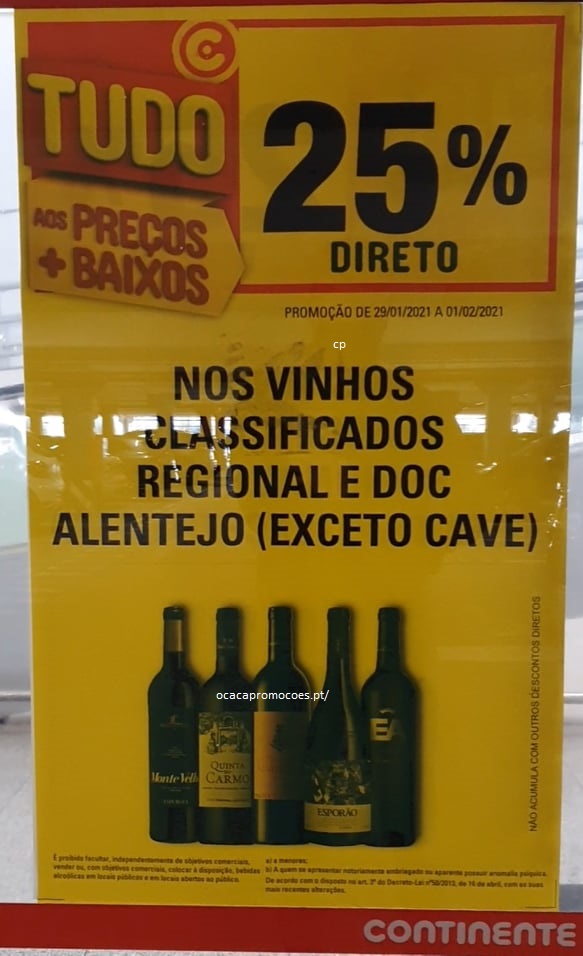 C
TUDO
AOS PREÇOS
+ BAIXOS
25%
DIRETO
PROMOÇÃO DE 29/01/2021 A 01/02/2021
cp
NOS VINHOS
CLASSIFICADOS
REGIONAL E DOC
ALENTEJO (EXCETO CAVE)
ocacapromocoes.pt/
Monte Velh
QUINTA
CARMO
ESPORÃO
EA
NÃO ACUMULA COM OUTROS DESCONTOS DIRETOS
É proibido facultar, independentemente de objetivos comerciais,
vender ou, com objetivos comerciais, colocar à disposição, bebidas
alcoólicas em locais públicos e em locais abertos ao público.
a) a menores;
b) A quem se apresentar notoriamente embriagado ou aparente possuir anomalia psíquica.
De acordo com o disposto no art. 3º do Decreto-Lei nº50/2013, de 16 de abril, com as suas
mais recentes alterações.
CONTINENTE